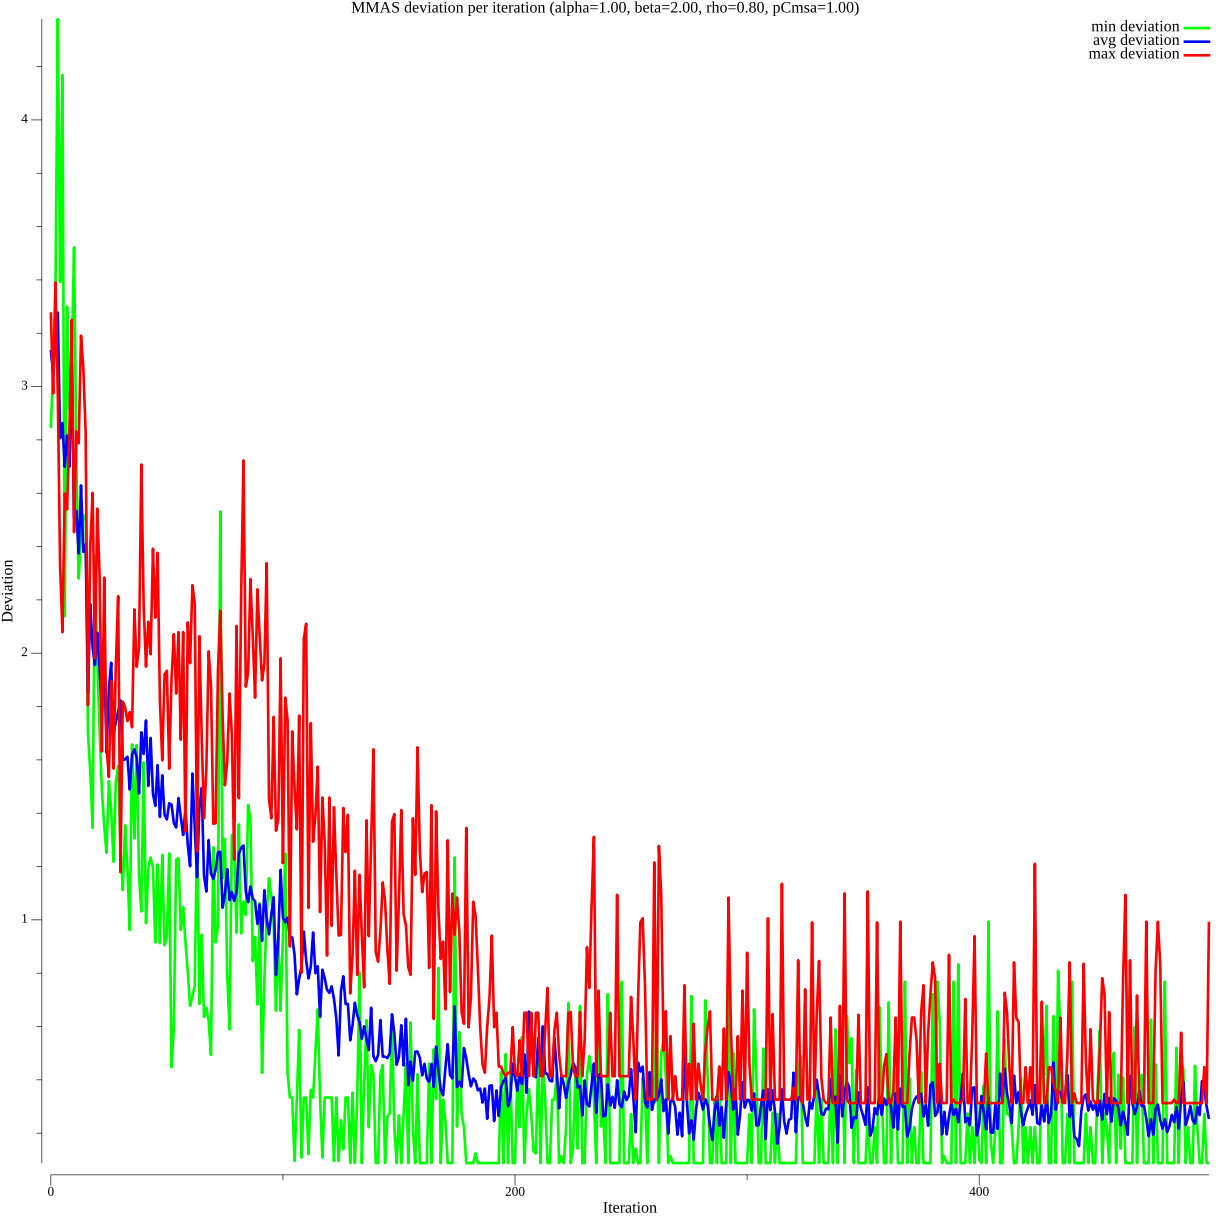 MMAS deviation per iteration (alpha=1.00, beta=2.00, rho=0.80, pCmsa=1.00)
min deviation
avg deviation
max deviation
4
3
2
1
Deviation
0
200
400
Iteration